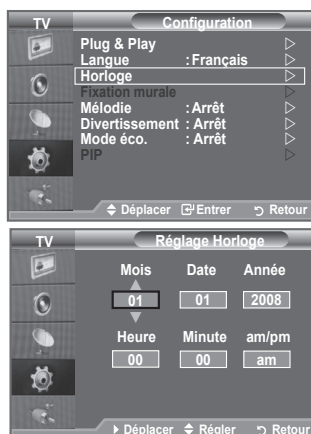 TV Configuration
Plug & Play
Langue : Français
Horloge
Fixation murale
Mélodie : Arrêt
Divertissement : Arrêt
Mode éco. : Arrêt
PIP
Déplacer Entrer Retour
TV Réglage Horloge
Mois Date Année
01 01 2008
Heure Minute am/pm
00 00 am
Déplacer Régler Retour